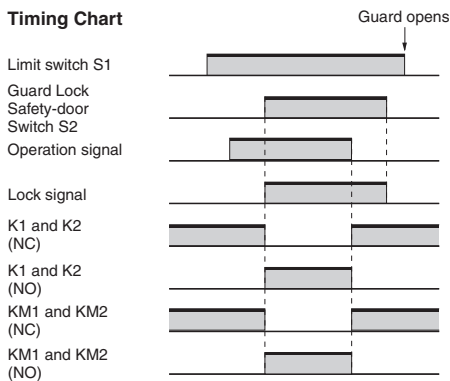 Timing Chart
Guard opens
Limit switch S1
Guard Lock
Safety-door
Switch S2
Operation signal
Lock signal
K1 and K2
(NC)
K1 and K2
(NO)
KM1 and KM2
(NC)
KM1 and KM2
(NO)